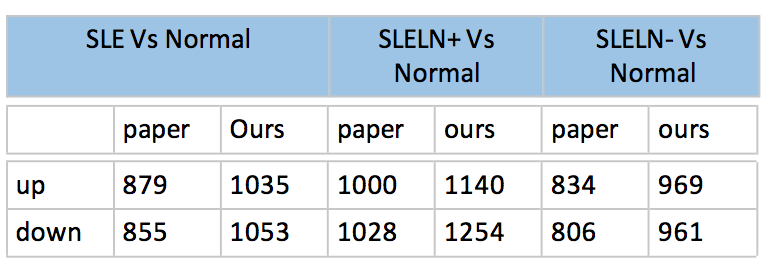 SLE Vs Normal SLELN+ Vs Normal SLELN- Vs Normal
paper Ours paper ours paper ours
up 879 1035 1000 1140 834 969
down 855 1053 1028 1254 806 961